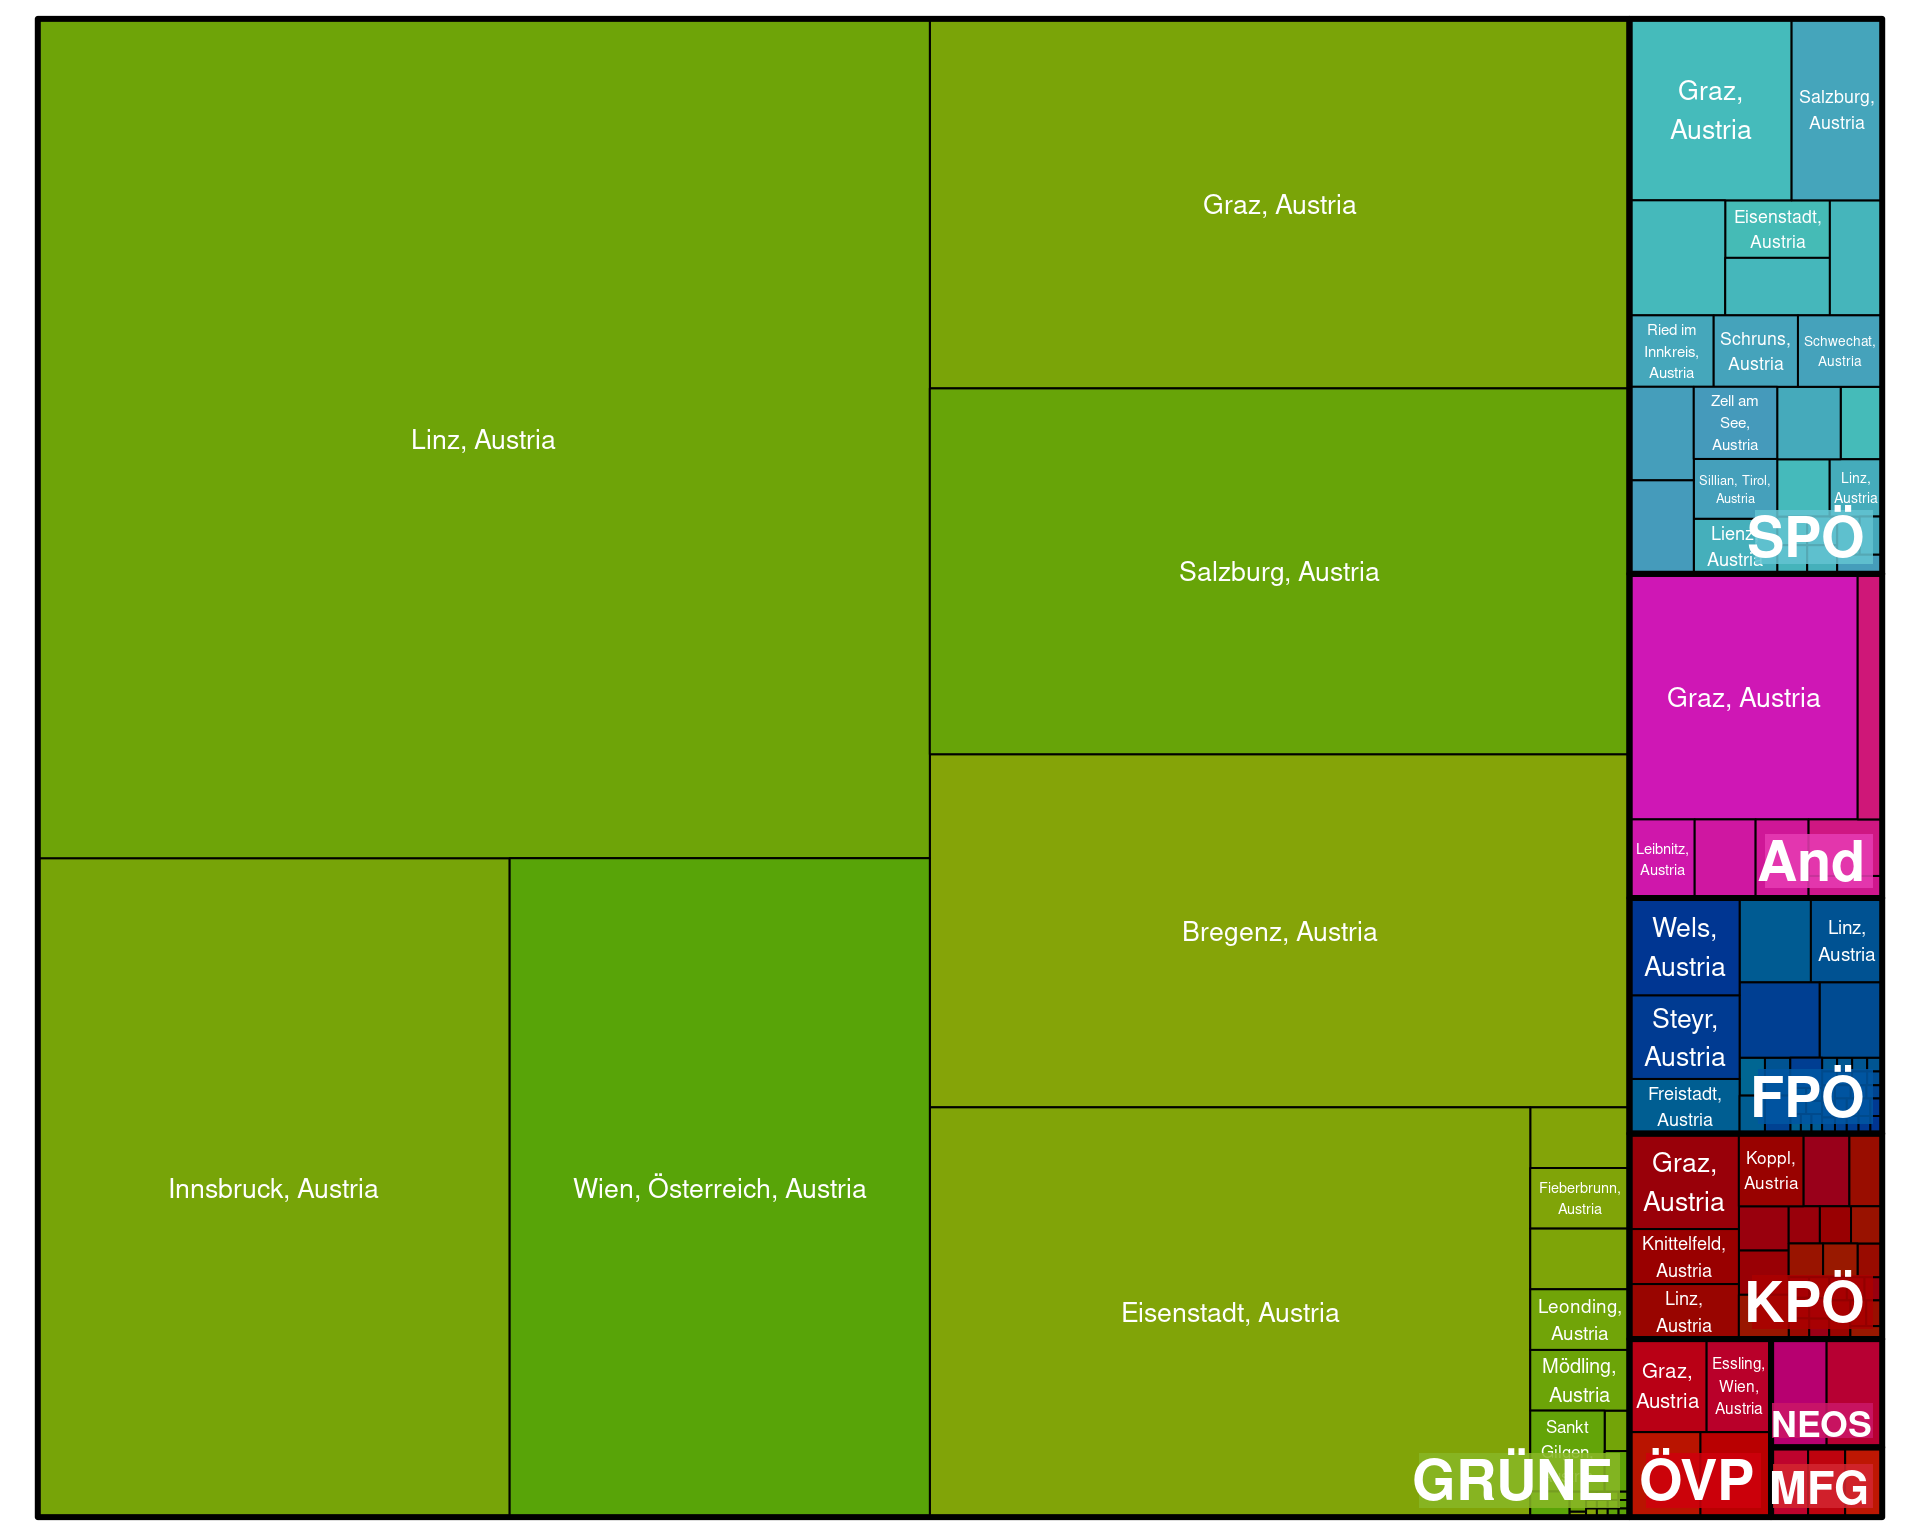 Linz, Austria
Innsbruck, Austria
Wien, Österreich, Austria
Graz, Austria
Salzburg, Austria
Bregenz, Austria
Eisenstadt, Austria
Fieberbrunn,
Austria
Leonding,
Austria
Mödling,
Austria
Sankt
Gilgen,
GRÜNE
Graz,
Austria
Salzburg,
Austria
Eisenstadt,
Austria
Ried im
Innkreis,
Austria
Schruns,
Austria
Schwechat,
Austria
Zell am
See,
Austria
Sillian, Tirol,
Austria
Linz,
Austria
Lienz,
Austria
SPÖ
Graz, Austria
Leibnitz,
Austria
And
Wels,
Austria
Linz,
Austria
Steyr,
Austria
Freistadt,
Austria
FPÖ
Graz,
Austria
Koppl,
Austria
Knittelfeld,
Austria
Linz,
Austria
KPÖ
Graz,
Austria
Essling,
Wien,
Austria
ÖVP
NEOS
MFG